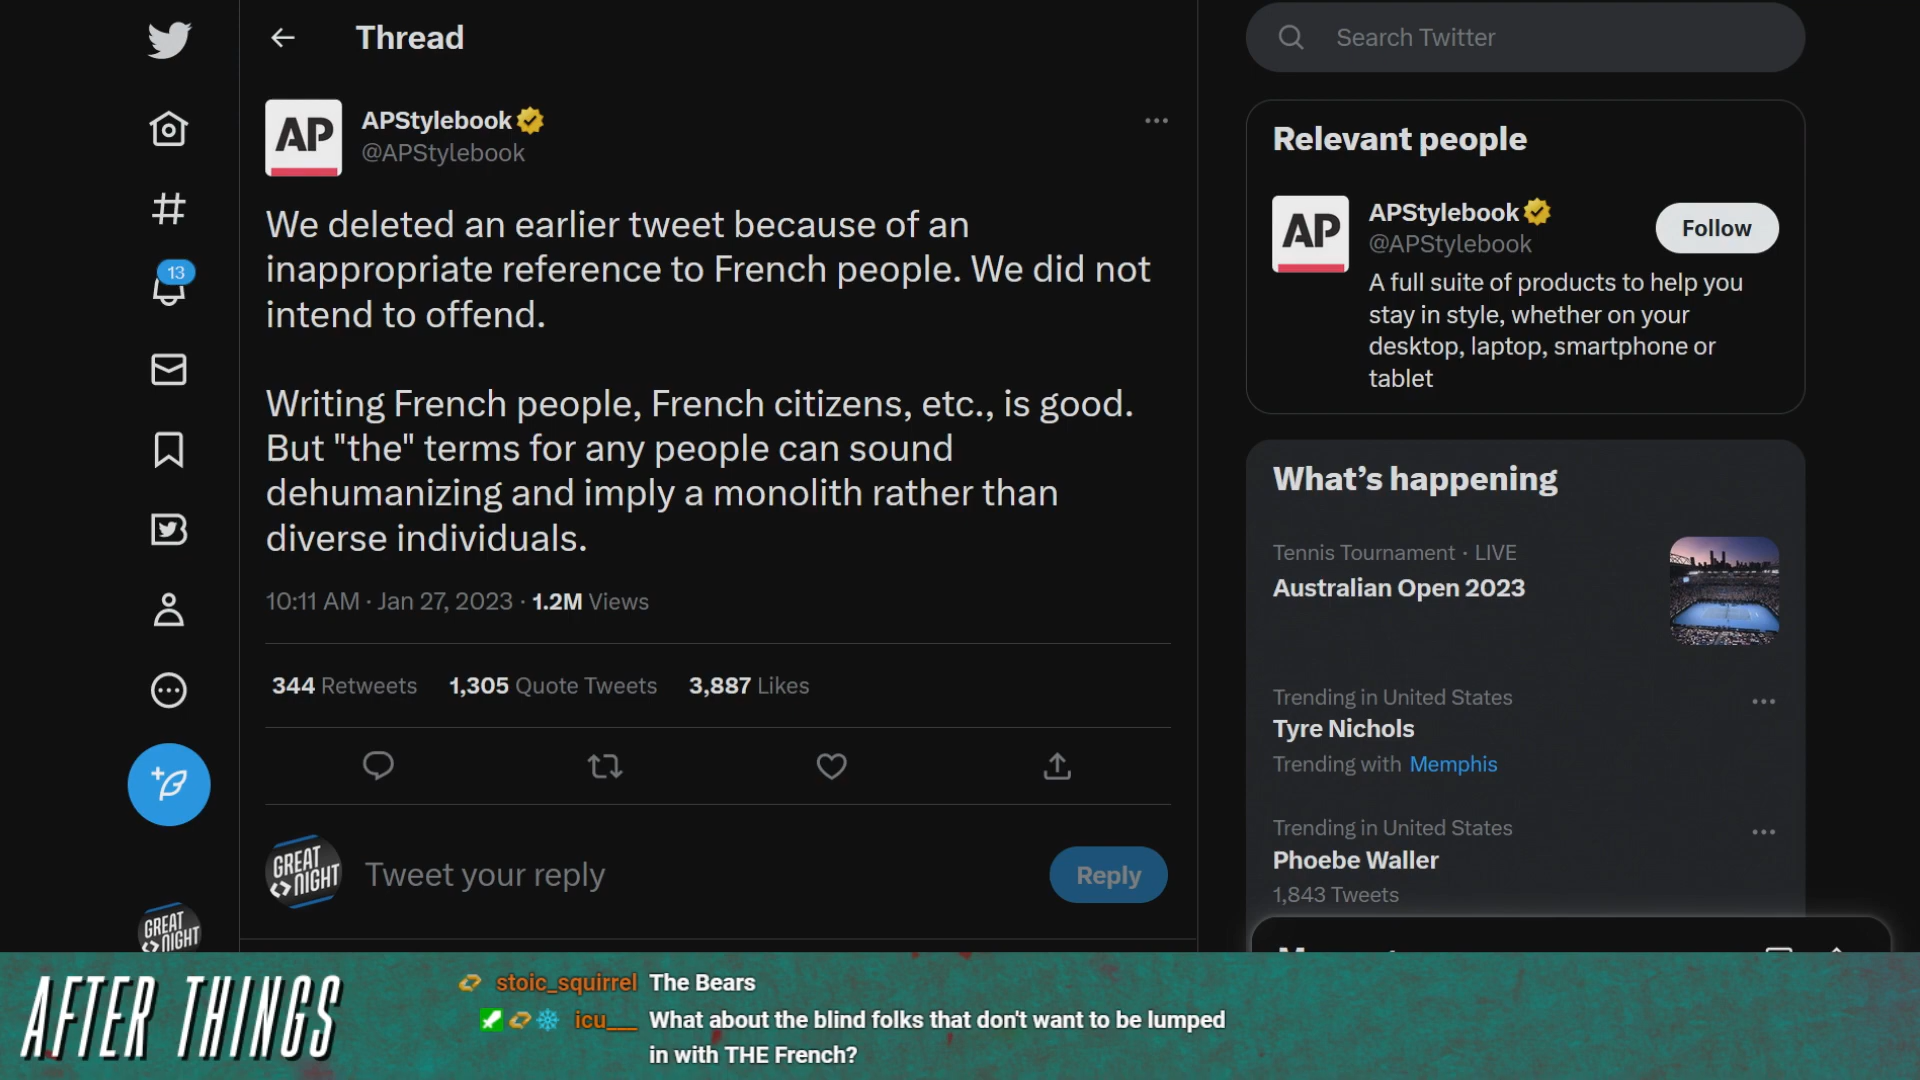 Thread
Search Twitter
AP
APStylebook
@APStylebook
We deleted an earlier tweet because of an
inappropriate reference to French people. We did not
intend to offend.
Writing French people, French citizens, etc., is good.
But "the" terms for any people can sound
dehumanizing and imply a monolith rather than
diverse individuals.
10:11 AM · Jan 27, 2023 · 1.2M Views
344 Retweets 1,305 Quote Tweets 3,887 Likes
GREAT
<>NIGHT
Tweet your reply
Reply
13
GREAT
<>NIGHT
Relevant people
AP
APStylebook
@APStylebook
Follow
A full suite of products to help you
stay in style, whether on your
desktop, laptop, smartphone or
tablet
What's happening
Tennis Tournament · LIVE
Australian Open 2023
Trending in United States
Tyre Nichols
Trending with Memphis
Trending in United States
Phoebe Waller
1,843 Tweets
AFTER THINGS
stoic_squirrel The Bears
icu___ What about the blind folks that don't want to be lumped
in with THE French?